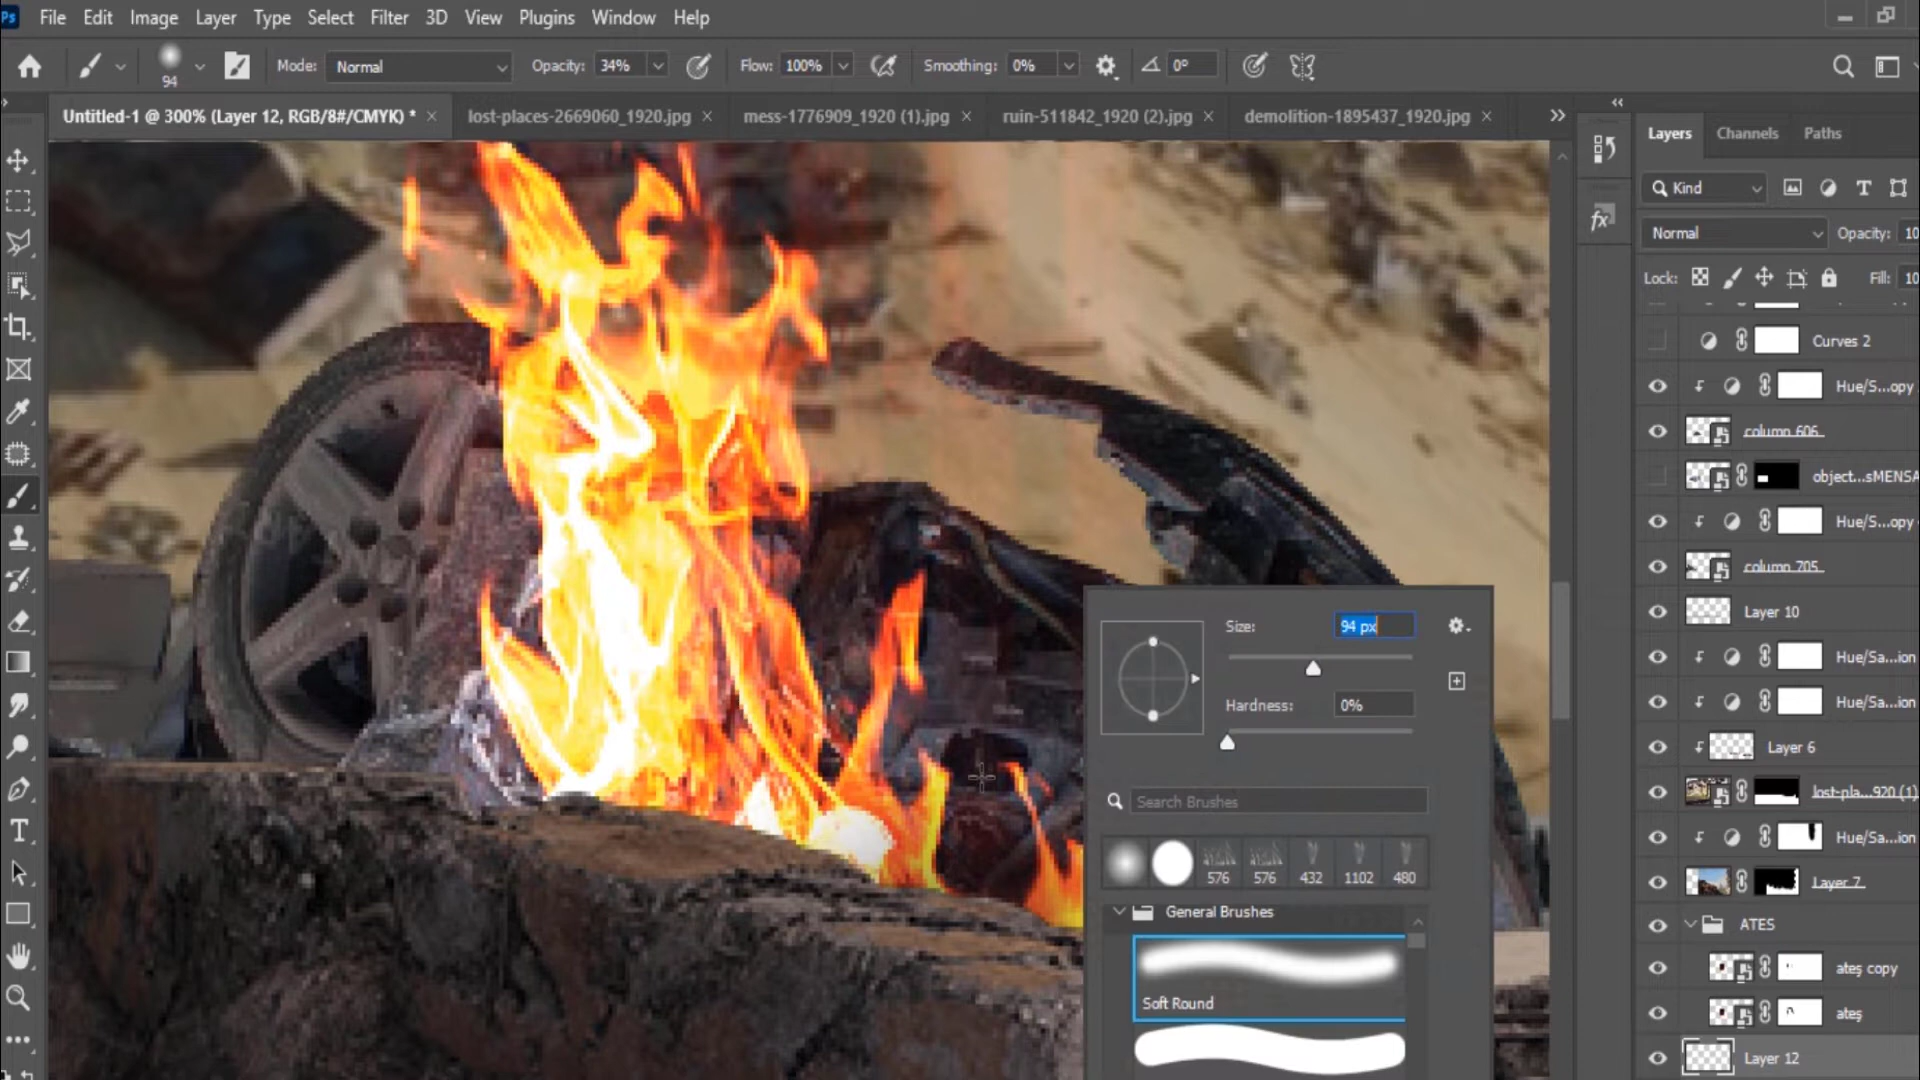 Ps File Edit Image Layer Type Select Filter 3D View Plugins Window Help
94 Mode: Normal Opacity: 34% Flow: 100% Smoothing: 0% 0°
Untitled-1 @ 300% (Layer 12, RGB/8#/CMYK) * × lost-places-2669060_1920.jpg × mess-1776909_1920 (1).jpg × ruin-511842_1920 (2).jpg × demolition-1895437_1920.jpg ×
Layers Channels Paths
Kind
Normal Opacity: 10
Lock: Fill: 10
Curves 2
Hue/S...opy
column 606
object...sMENSA
Hue/S...opy
column 705
Layer 10
Hue/Sa...ion
Hue/Sa...ion
Layer 6
lost-pla...920 (1)
Hue/Sa...ion
Layer 7
ATES
ateş copy
ateş
Layer 12
Size: 94 px
Hardness: 0%
Search Brushes
576 576 432 1102 480
General Brushes
Soft Round